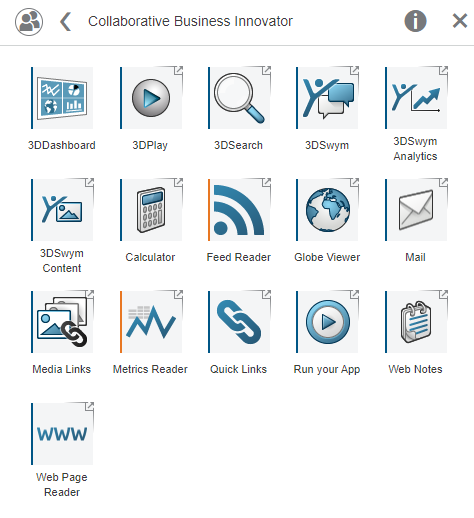 Collaborative Business Innovator
3DDashboard
3DPlay
3DSearch
3DSwym
3DSwym
Analytics
3DSwym
Content
Calculator
Feed Reader
Globe Viewer
Mail
Media Links
Metrics Reader
Quick Links
Run your App
Web Notes
www
Web Page
Reader